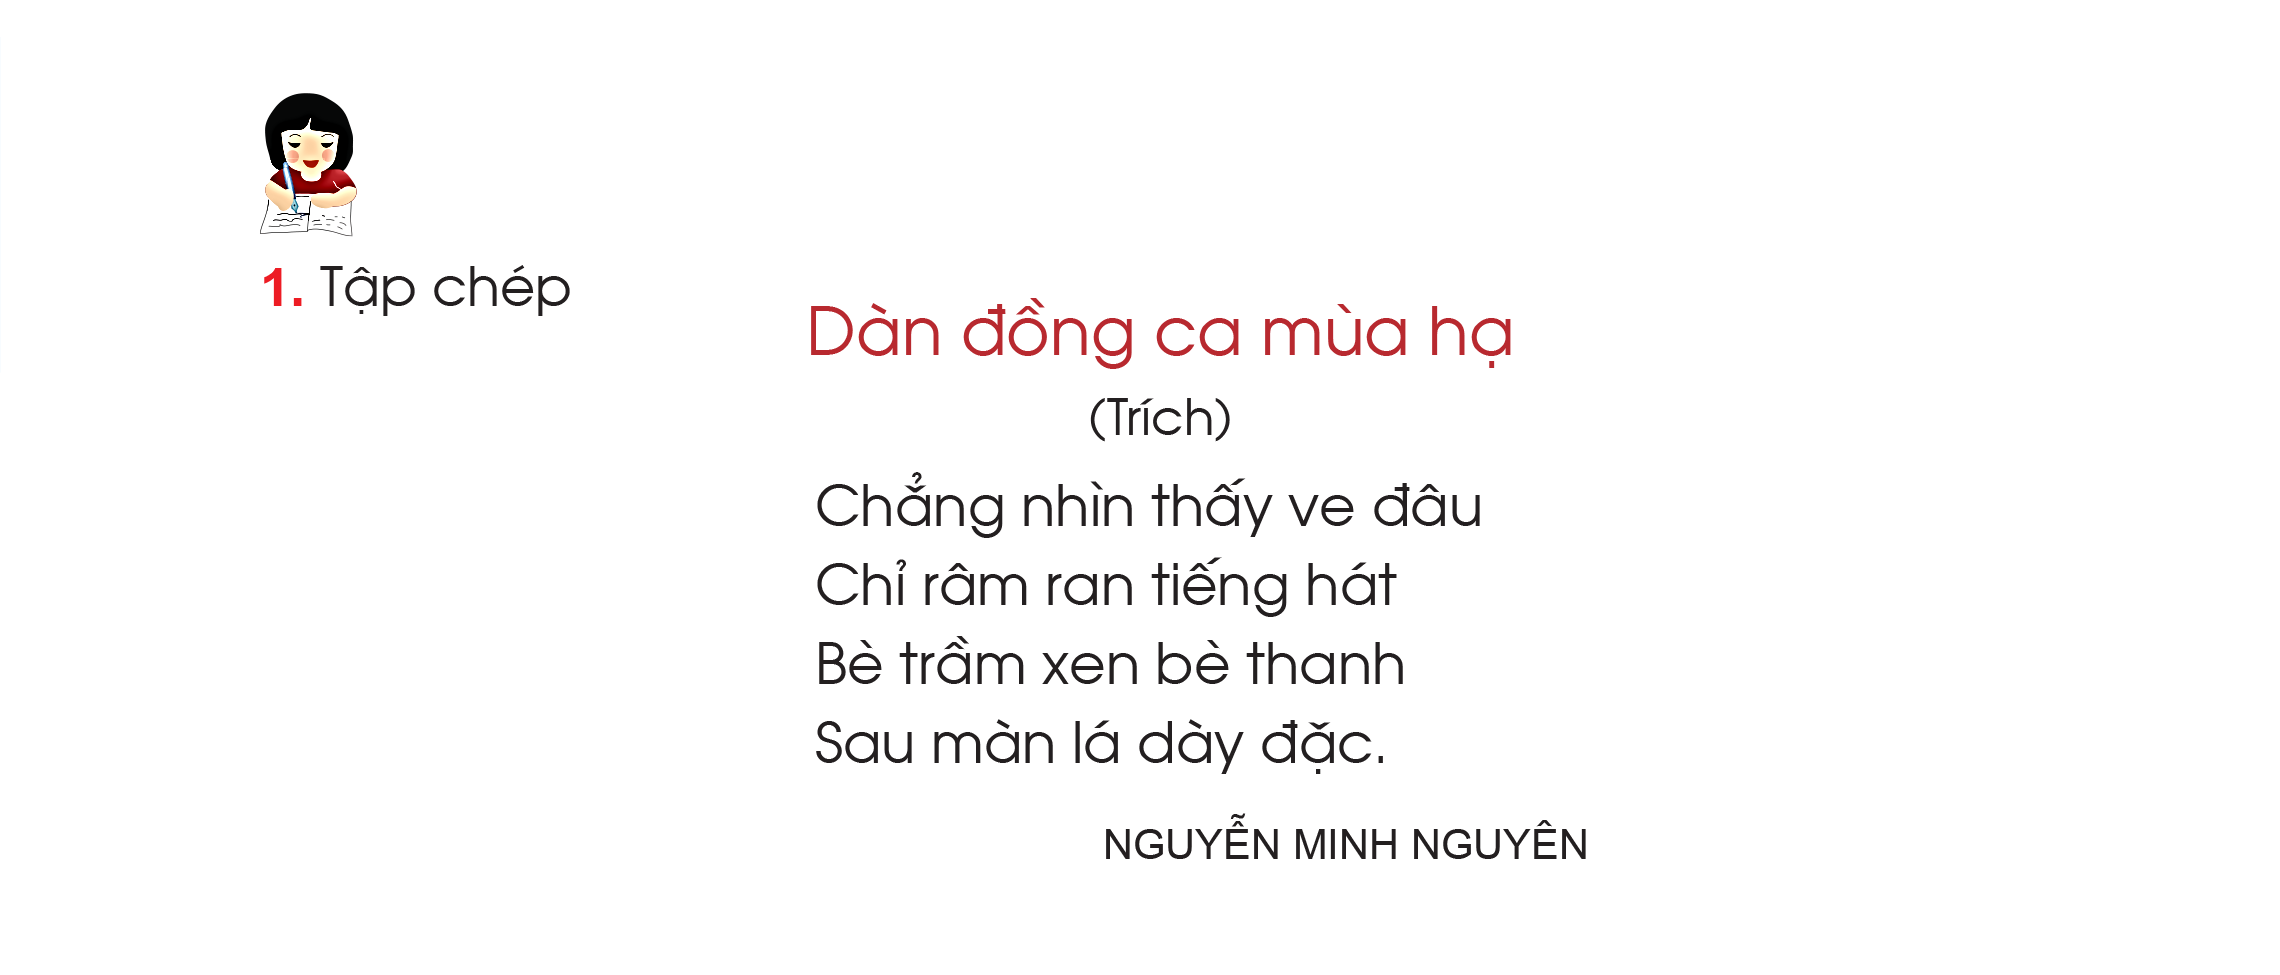 1. Tập chép
Dàn đồng ca mùa hạ
(Trích)
Chẳng nhìn thấy ve đâu
Chỉ râm ran tiếng hát
Bè trầm xen bè thanh
Sau màn lá dày đặc.
NGUYỄN MINH NGUYÊN